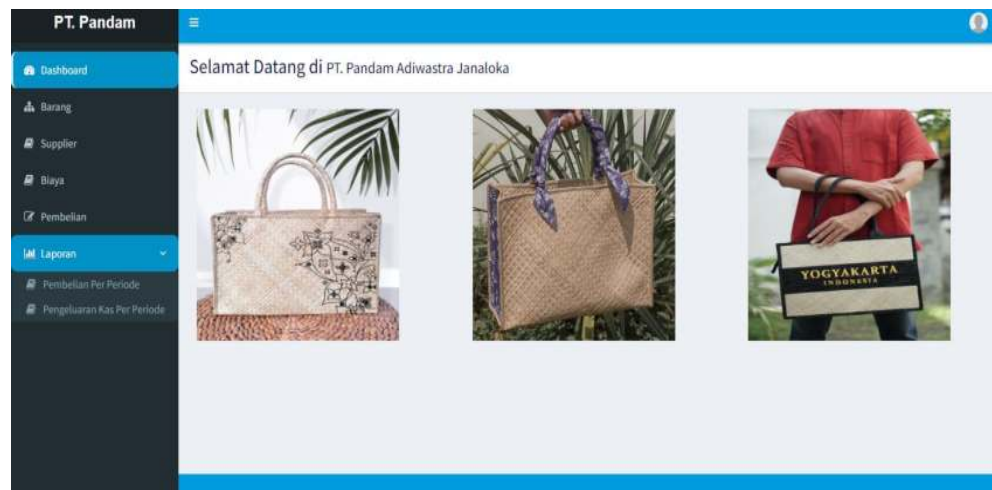 PT. Pandam
Selamat Datang di PT. Pandam Adiwastra Janaloka
Dashboard
Barang
Supplier
Biaya
Pembelian
Laporan
Pembelian Per Periode
Pengeluaran Kas Per Periode
YOGYAKARTA
INDONESIA